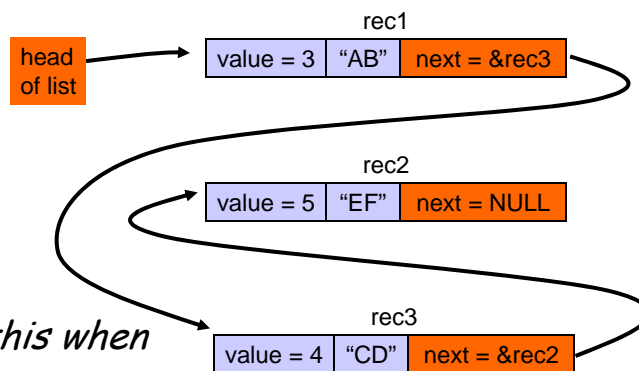 rec1
head
of list
value = 3 “AB” next = &rec3
rec2
value = 5 “EF” next = NULL
this when
rec3
value = 4 “CD” next = &rec2